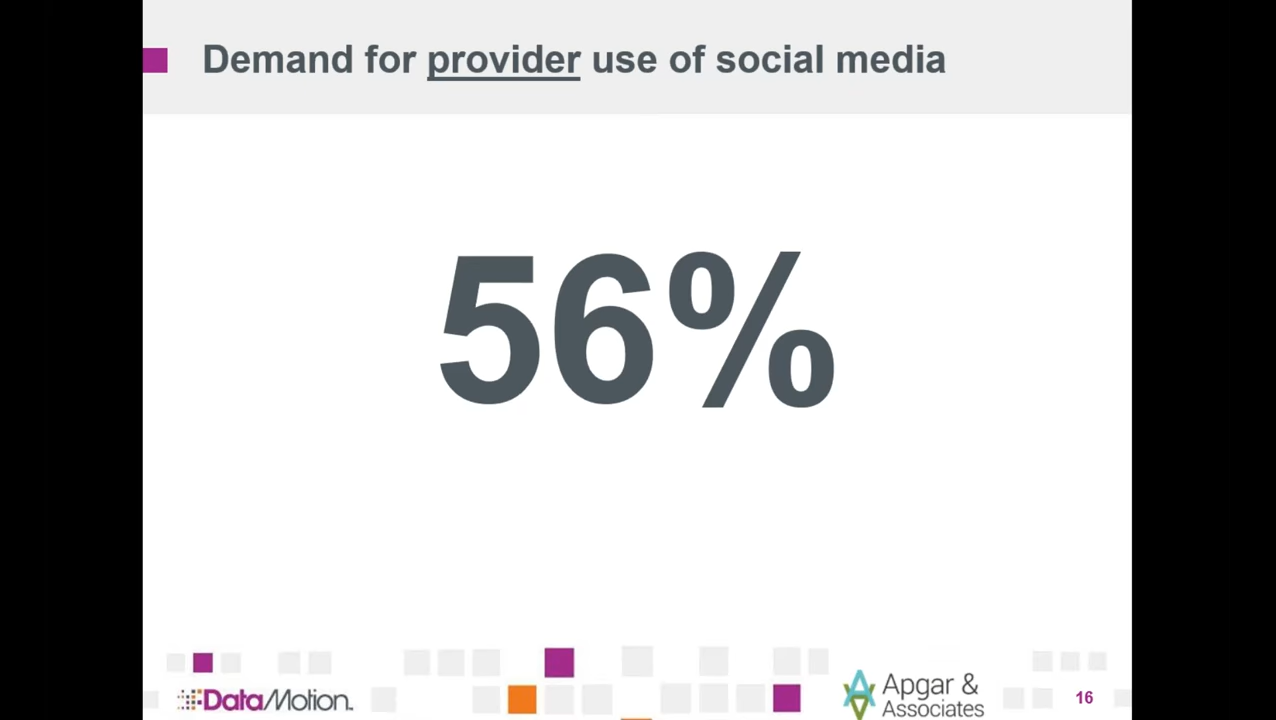 Demand for provider use of social media
56%
DataMotion
Apgar &
Associates
16